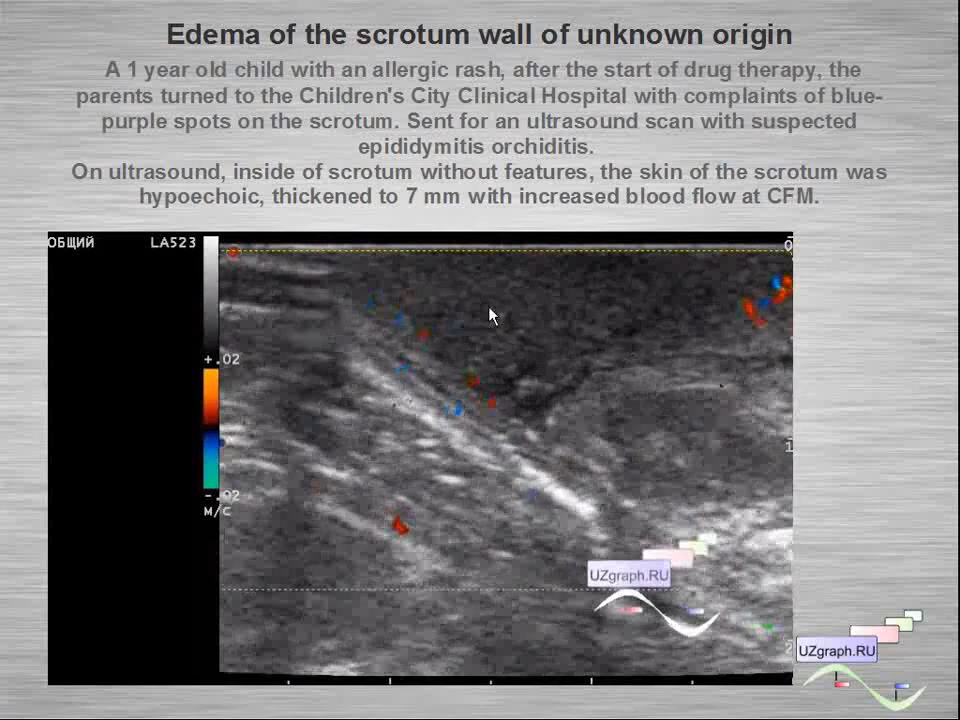 Edema of the scrotum wall of unknown origin
A 1 year old child with an allergic rash, after the start of drug therapy, the
parents turned to the Children's City Clinical Hospital with complaints of blue-
purple spots on the scrotum. Sent for an ultrasound scan with suspected
epididymitis orchiditis.
On ultrasound, inside of scrotum without features, the skin of the scrotum was
hypoechoic, thickened to 7 mm with increased blood flow at CFM.
ОБЩИЙ LA523
0
+.02
1
-.02
м/с
UZgraph.RU
2
UZgraph.RU